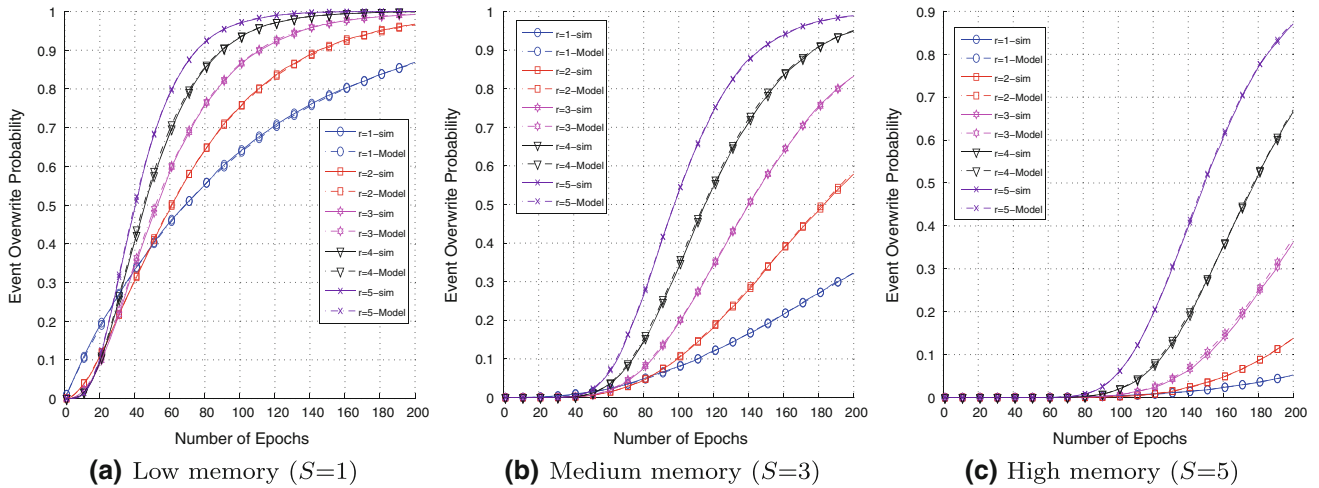 1
0.9
0.8
0.7
0.6
0.5
0.4
0.3
0.2
0.1
0
Event Overwrite Probability
0 20 40 60 80 100 120 140 160 180 200
Number of Epochs
r=1-sim
r=1-Model
r=2-sim
r=2-Model
r=3-sim
r=3-Model
r=4-sim
r=4-Model
r=5-sim
r=5-Model
(a) Low memory (S=1)
1
0.9
0.8
0.7
0.6
0.5
0.4
0.3
0.2
0.1
0
Event Overwrite Probability
0 20 40 60 80 100 120 140 160 180 200
Number of Epochs
r=1-sim
r=1-Model
r=2-sim
r=2-Model
r=3-sim
r=3-Model
r=4-sim
r=4-Model
r=5-sim
r=5-Model
(b) Medium memory (S=3)
0.9
0.8
0.7
0.6
0.5
0.4
0.3
0.2
0.1
0
Event Overwrite Probability
0 20 40 60 80 100 120 140 160 180 200
Number of Epochs
r=1-sim
r=1-Model
r=2-sim
r=2-Model
r=3-sim
r=3-Model
r=4-sim
r=4-Model
r=5-sim
r=5-Model
(c) High memory (S=5)